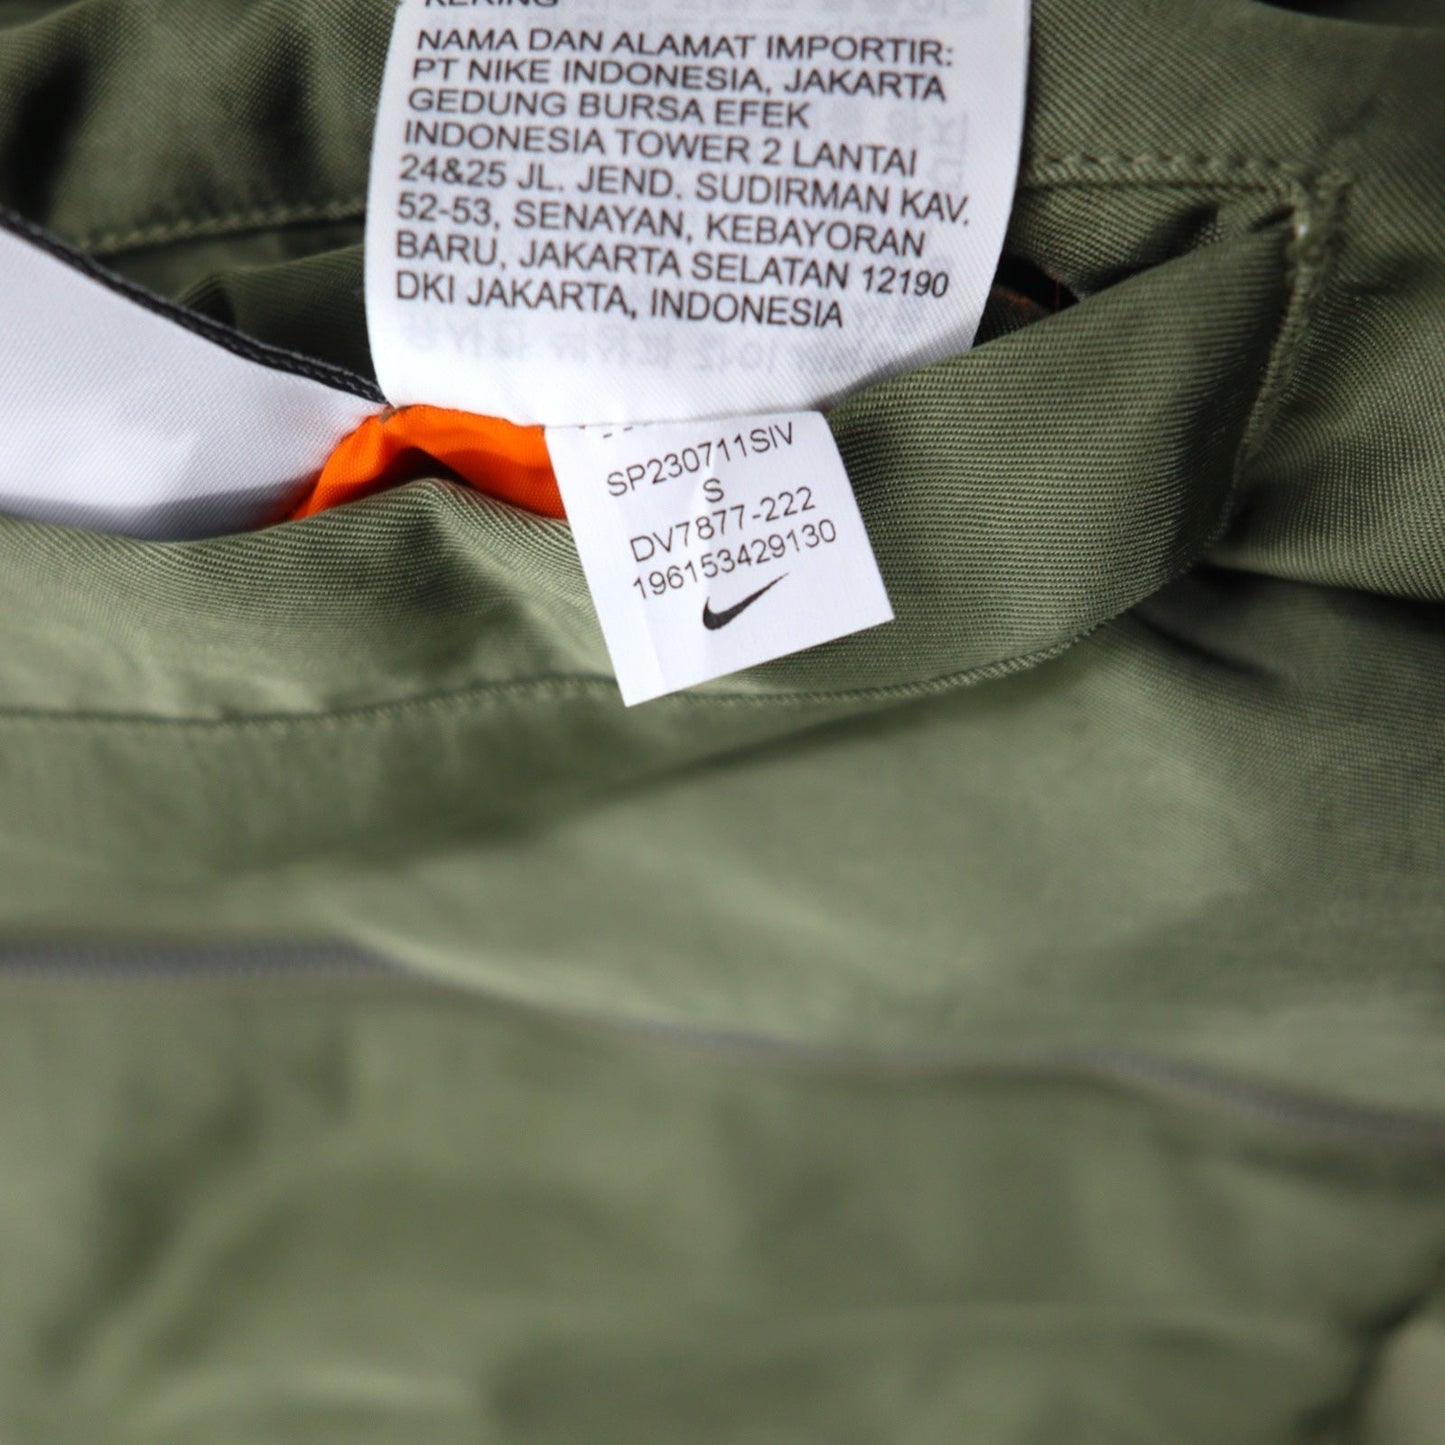 KERING
NAMA DAN ALAMAT IMPORTIR:
PT NIKE INDONESIA, JAKARTA
GEDUNG BURSA EFEK
INDONESIA TOWER 2 LANTAI
24&25 JL. JEND. SUDIRMAN KAV.
52-53, SENAYAN, KEBAYORAN
BARU, JAKARTA SELATAN 12190
DKI JAKARTA, INDONESIA
SP230711SIV
S
DV7877-222
196153429130